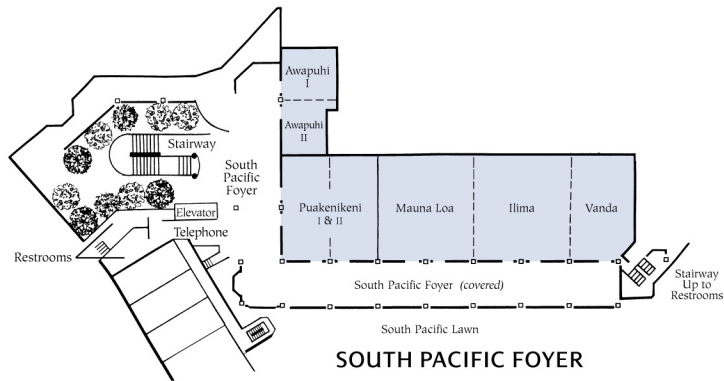 Awapuhi
I
Awapuhi
II
Stairway
South
Pacific
Foyer
Elevator
Telephone
Restrooms
Puakenikeni
I & II
Mauna Loa
Ilima
Vanda
South Pacific Foyer (covered)
Stairway
Up to
Restrooms
South Pacific Lawn
SOUTH PACIFIC FOYER